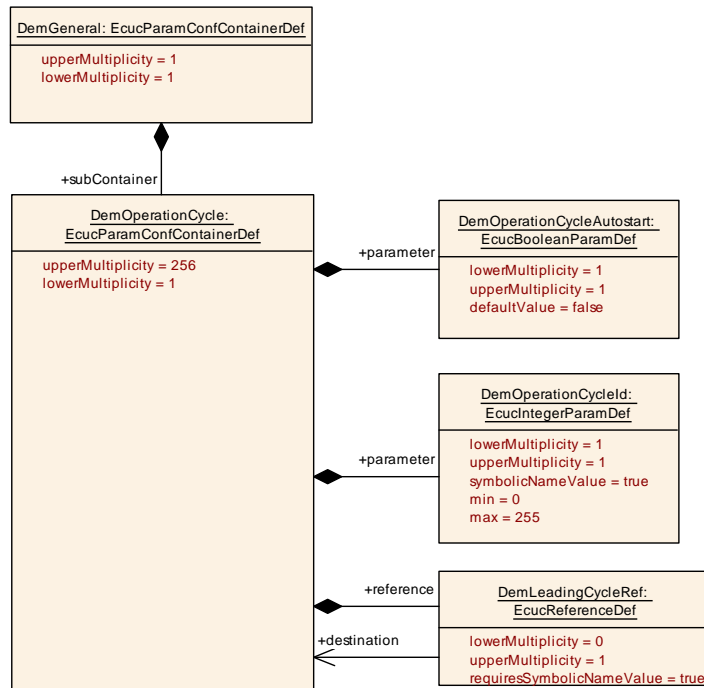 DemGeneral: EcucParamConfContainerDef
upperMultiplicity = 1
lowerMultiplicity = 1
+subContainer
DemOperationCycle:
EcucParamConfContainerDef
upperMultiplicity = 256
lowerMultiplicity = 1
+parameter
DemOperationCycleAutostart:
EcucBooleanParamDef
lowerMultiplicity = 1
upperMultiplicity = 1
defaultValue = false
+parameter
DemOperationCycleId:
EcucIntegerParamDef
lowerMultiplicity = 1
upperMultiplicity = 1
symbolicNameValue = true
min = 0
max = 255
+reference
+destination
DemLeadingCycleRef:
EcucReferenceDef
lowerMultiplicity = 0
upperMultiplicity = 1
requiresSymbolicNameValue = true